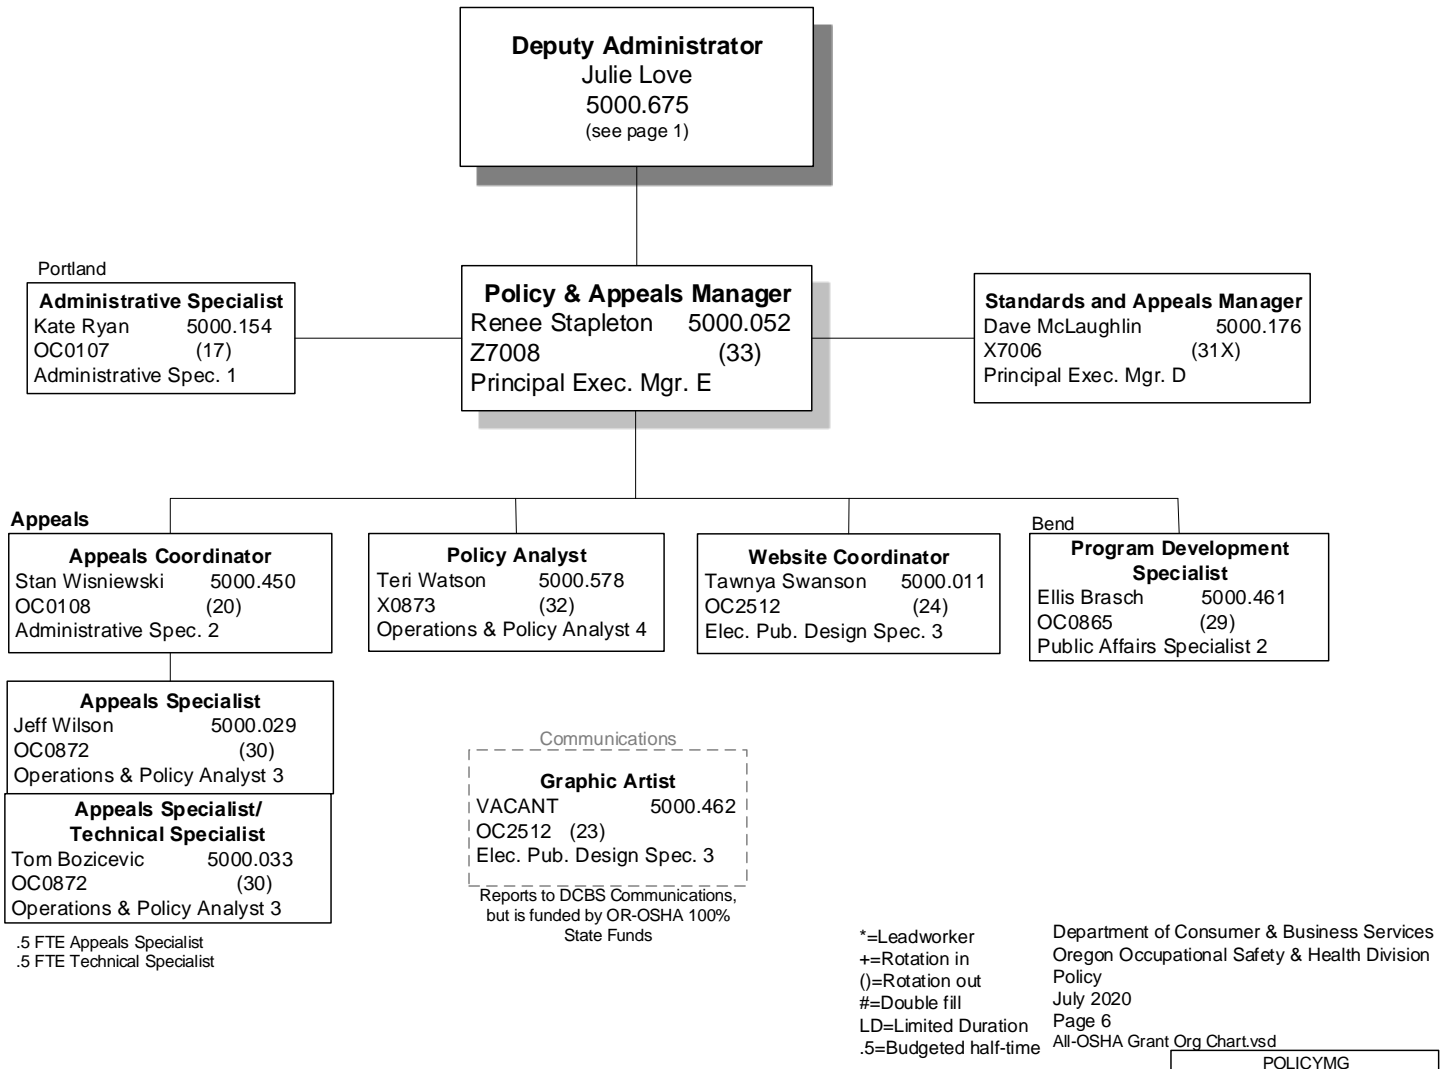 Deputy Administrator
Julie Love
5000.675
(see page 1)
Portland
Administrative Specialist
Kate Ryan 5000.154
OC0107 (17)
Administrative Spec. 1
Policy & Appeals Manager
Renee Stapleton 5000.052
Z7008 (33)
Principal Exec. Mgr. E
Standards and Appeals Manager
Dave McLaughlin 5000.176
X7006 (31X)
Principal Exec. Mgr. D
Appeals
Appeals Coordinator
Stan Wisniewski 5000.450
OC0108 (20)
Administrative Spec. 2
Policy Analyst
Teri Watson 5000.578
X0873 (32)
Operations & Policy Analyst 4
Website Coordinator
Tawnya Swanson 5000.011
OC2512 (24)
Elec. Pub. Design Spec. 3
Bend
Program Development
Specialist
Ellis Brasch 5000.461
OC0865 (29)
Public Affairs Specialist 2
Appeals Specialist
Jeff Wilson 5000.029
OC0872 (30)
Operations & Policy Analyst 3
Appeals Specialist/
Technical Specialist
Tom Bozicevic 5000.033
OC0872 (30)
Operations & Policy Analyst 3
.5 FTE Appeals Specialist
.5 FTE Technical Specialist
Communications
Graphic Artist
VACANT 5000.462
OC2512 (23)
Elec. Pub. Design Spec. 3
Reports to DCBS Communications,
but is funded by OR-OSHA 100%
State Funds
*=Leadworker
+=Rotation in
()=Rotation out
#=Double fill
LD=Limited Duration
.5=Budgeted half-time
Department of Consumer & Business Services
Oregon Occupational Safety & Health Division
Policy
July 2020
Page 6
All-OSHA Grant Org Chart.vsd
POLICYMG